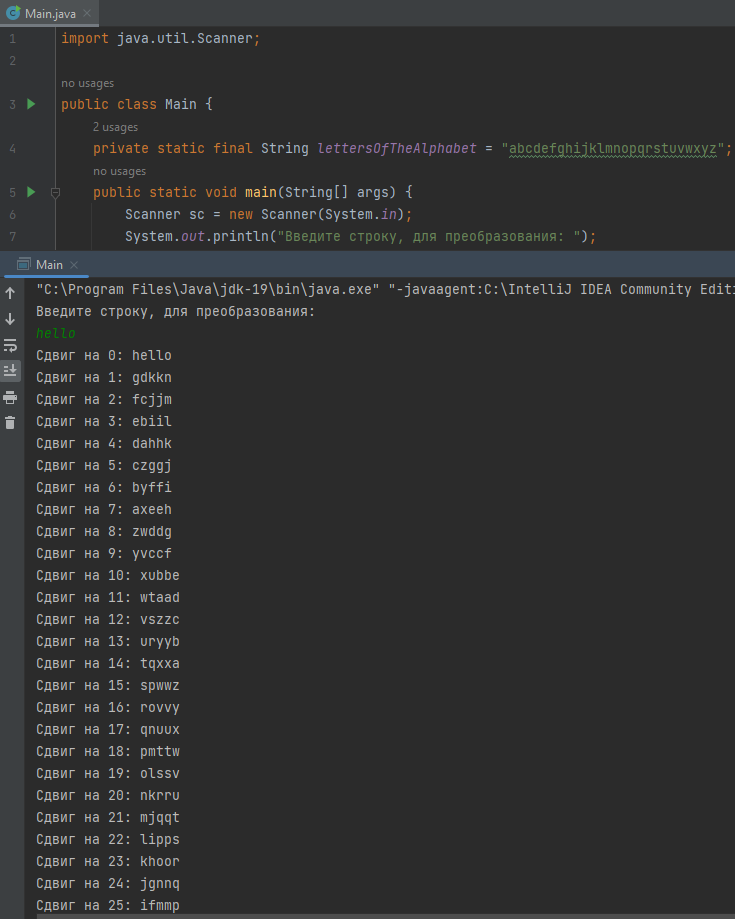 Main.java
1 import java.util.Scanner;
2
no usages
3 public class Main {
2 usages
4 private static final String lettersOfTheAlphabet = "abcdefghijklmnopqrstuvwxyz";
no usages
5 public static void main(String[] args) {
6 Scanner sc = new Scanner(System.in);
7 System.out.println("Введите строку, для преобразования: ");
Main
"C:\Program Files\Java\jdk-19\bin\java.exe" "-javaagent:C:\IntelliJ IDEA Community Editi
Введите строку, для преобразования:
hello
Сдвиг на 0: hello
Сдвиг на 1: gdkkn
Сдвиг на 2: fcjjm
Сдвиг на 3: ebiil
Сдвиг на 4: dahhk
Сдвиг на 5: czggj
Сдвиг на 6: byffi
Сдвиг на 7: axeeh
Сдвиг на 8: zwddg
Сдвиг на 9: yvccf
Сдвиг на 10: xubbe
Сдвиг на 11: wtaad
Сдвиг на 12: vszzc
Сдвиг на 13: uryyb
Сдвиг на 14: tqxxa
Сдвиг на 15: spwwz
Сдвиг на 16: rovvy
Сдвиг на 17: qnuux
Сдвиг на 18: pmttw
Сдвиг на 19: olssv
Сдвиг на 20: nkrru
Сдвиг на 21: mjqqt
Сдвиг на 22: lipps
Сдвиг на 23: khoor
Сдвиг на 24: jgnnq
Сдвиг на 25: ifmmp